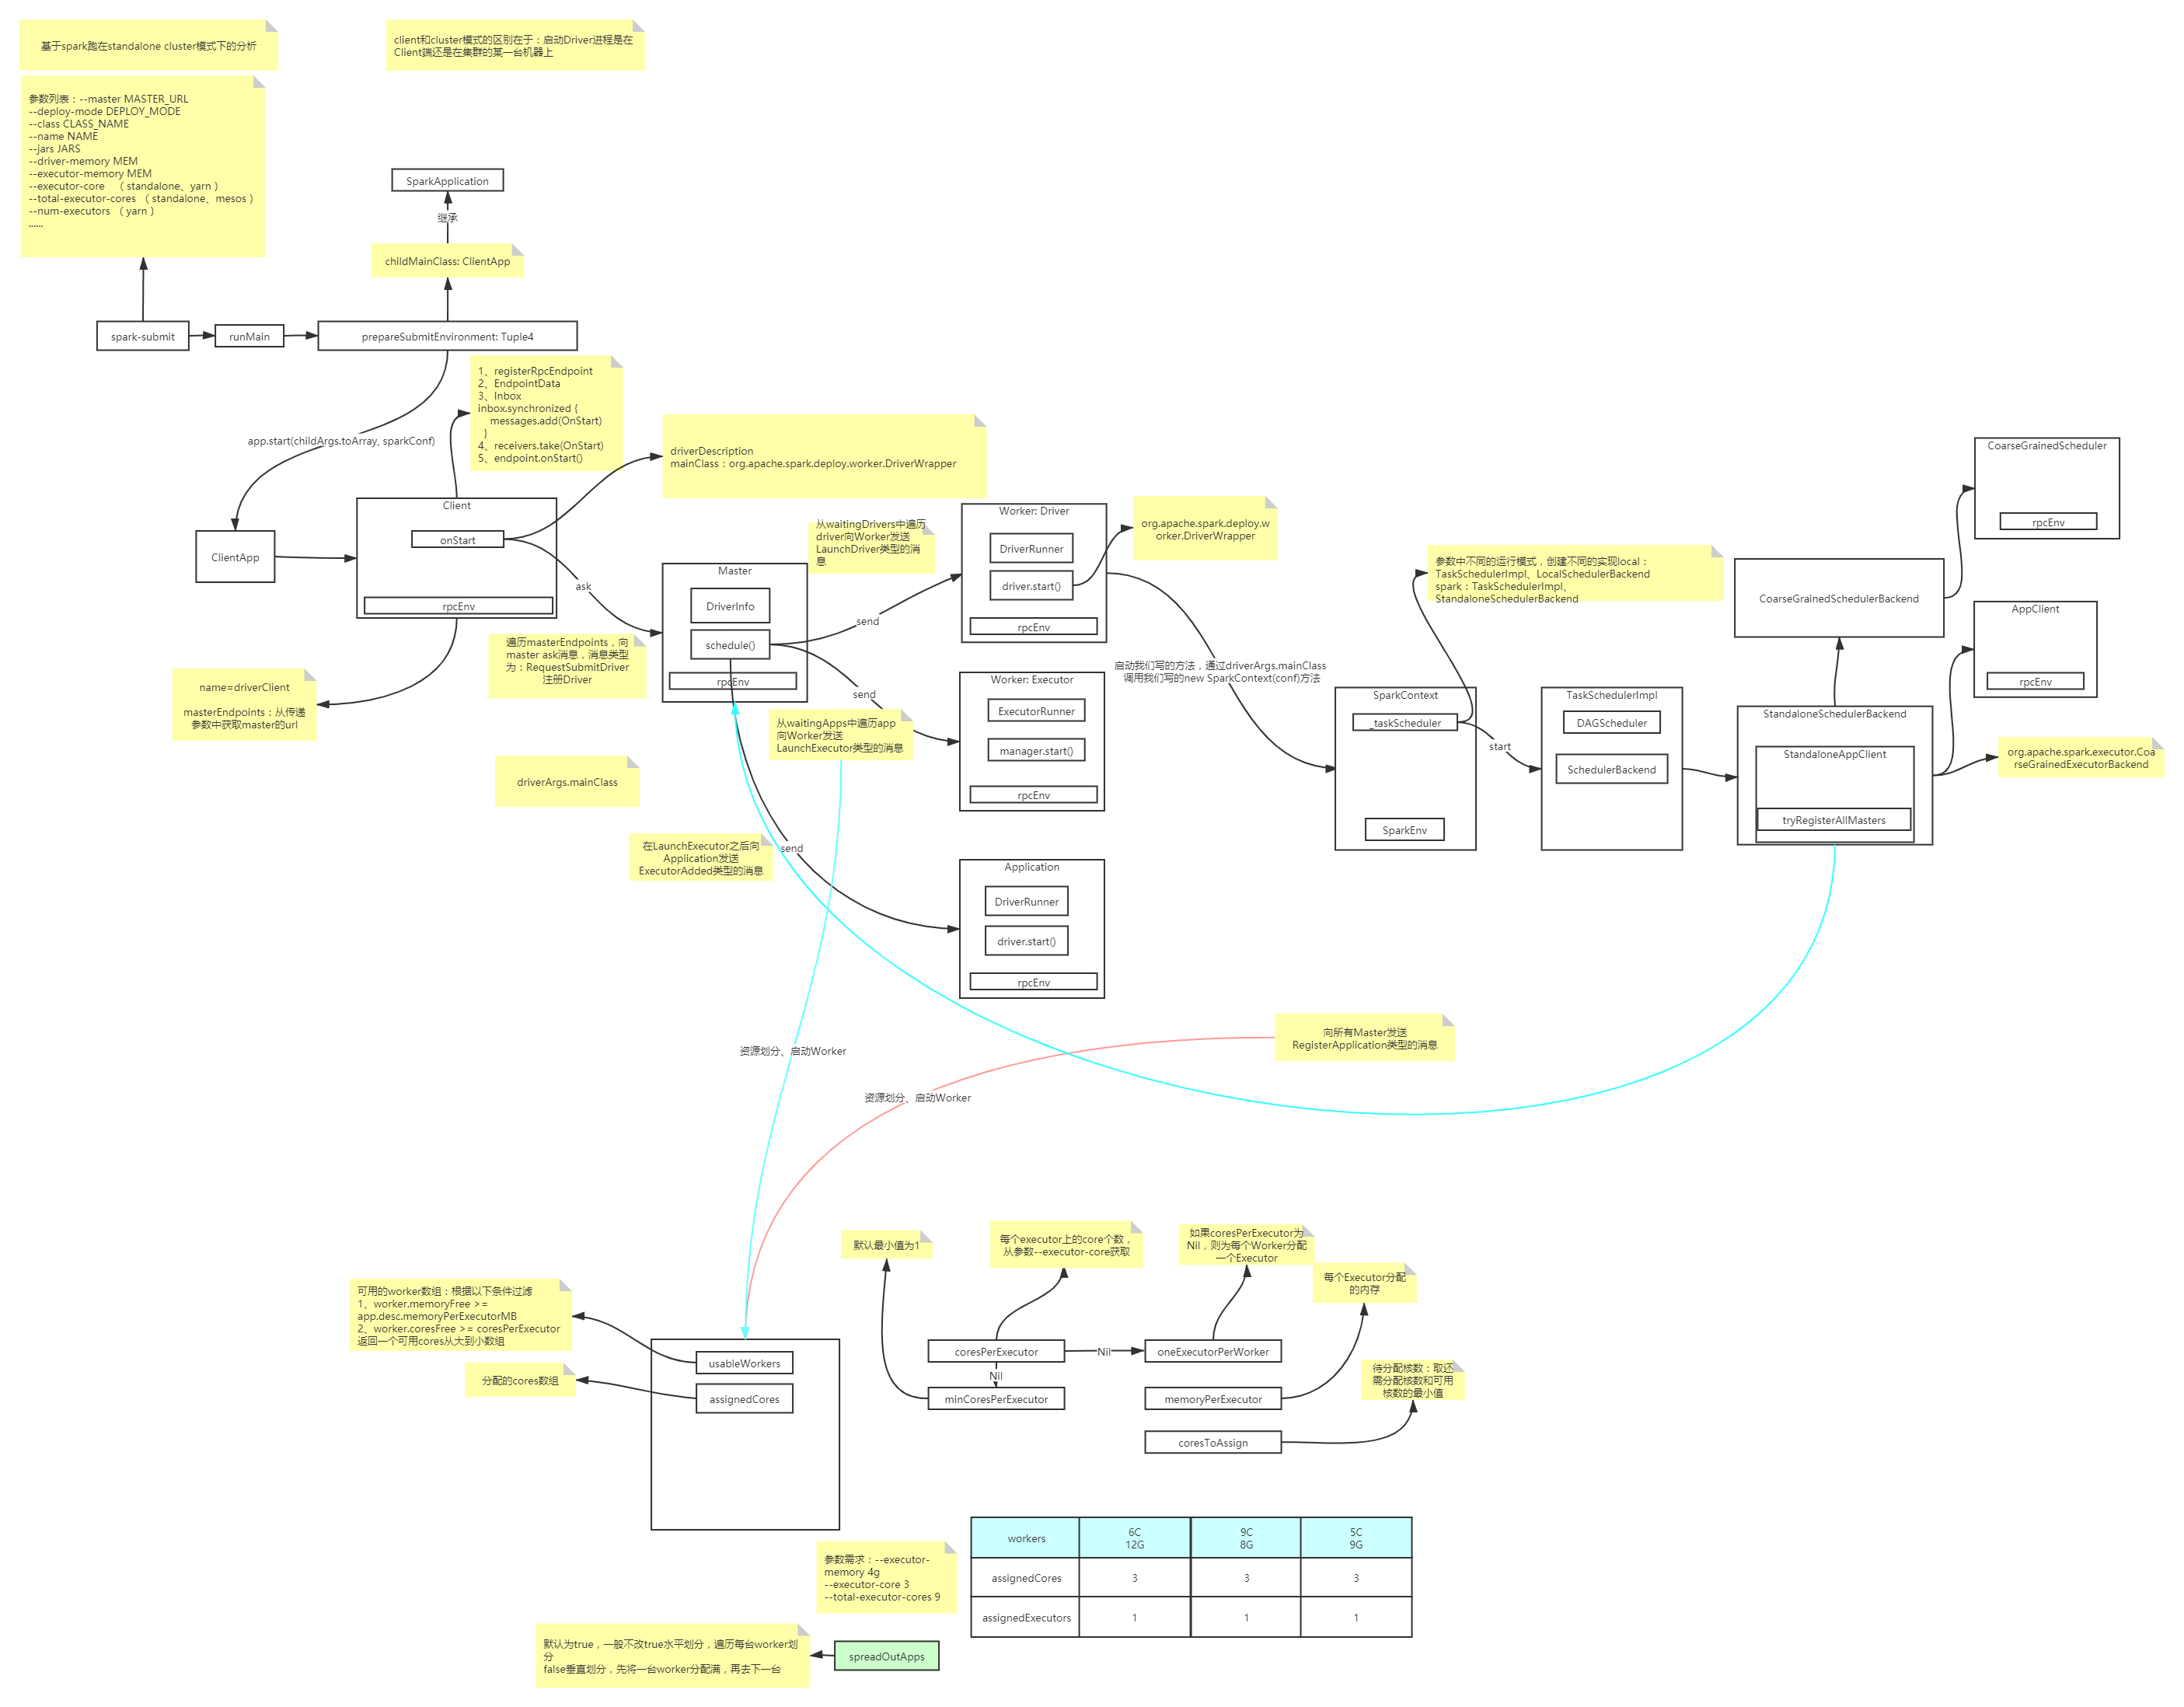 基于spark跑在standalone cluster模式下的分析
client和cluster模式的区别在于：启动Driver进程是在
Client端还是在集群的某一台机器上
参数列表：--master MASTER_URL
--deploy-mode DEPLOY_MODE
--class CLASS_NAME
--name NAME
--jars JARS
--driver-memory MEM
--executor-memory MEM
--executor-core （standalone、yarn）
--total-executor-cores （standalone、mesos）
--num-executors （yarn）
......
SparkApplication
继承
childMainClass: ClientApp
spark-submit
runMain
prepareSubmitEnvironment: Tuple4
1、registerRpcEndpoint
2、EndpointData
3、Inbox
inbox.synchronized {
messages.add(OnStart)
}
4、receivers.take(OnStart)
5、endpoint.onStart()
app.start(childArgs.toArray, sparkConf)
driverDescription
mainClass：org.apache.spark.deploy.worker.DriverWrapper
ClientApp
Client
onStart
rpcEnv
ask
遍历masterEndpoints，向
master ask消息，消息类型
为：RequestSubmitDriver
注册Driver
name=driverClient
masterEndpoints：从传递
参数中获取master的url
driverArgs.mainClass
Master
DriverInfo
schedule()
rpcEnv
从waitingDrivers中遍历
driver向Worker发送
LaunchDriver类型的消
息
send
send
从waitingApps中遍历app
向Worker发送
LaunchExecutor类型的消息
send
在LaunchExecutor之后向
Application发送
ExecutorAdded类型的消息
Worker: Driver
DriverRunner
driver.start()
rpcEnv
org.apache.spark.deploy.w
orker.DriverWrapper
Worker: Executor
ExecutorRunner
manager.start()
rpcEnv
Application
DriverRunner
driver.start()
rpcEnv
启动我们写的方法，通过driverArgs.mainClass
调用我们写的new SparkContext(conf)方法
参数中不同的运行模式，创建不同的实现local：
TaskSchedulerImpl、LocalSchedulerBackend
spark：TaskSchedulerImpl、
StandaloneSchedulerBackend
SparkContext
_taskScheduler
SparkEnv
start
TaskSchedulerImpl
DAGScheduler
SchedulerBackend
CoarseGrainedSchedulerBackend
StandaloneSchedulerBackend
StandaloneAppClient
tryRegisterAllMasters
CoarseGrainedScheduler
rpcEnv
AppClient
rpcEnv
org.apache.spark.executor.Coa
rseGrainedExecutorBackend
向所有Master发送
RegisterApplication类型的消息
资源划分、启动Worker
资源划分、启动Worker
可用的worker数组：根据以下条件过滤
1、worker.memoryFree >=
app.desc.memoryPerExecutorMB
2、worker.coresFree >= coresPerExecutor
返回一个可用cores从大到小数组
分配的cores数组
usableWorkers
assignedCores
默认最小值为1
每个executor上的core个数，
从参数--executor-core获取
如果coresPerExecutor为
Nil，则为每个Worker分配
一个Executor
每个Executor分配
的内存
coresPerExecutor
Nil
oneExecutorPerWorker
Nil
minCoresPerExecutor
memoryPerExecutor
待分配核数：取还
需分配核数和可用
核数的最小值
coresToAssign
参数需求：--executor-
memory 4g
--executor-core 3
--total-executor-cores 9
workers
6C
12G
9C
8G
5C
9G
assignedCores
3
3
3
assignedExecutors
1
1
1
默认为true，一般不改true水平划分，遍历每台worker划
分
false垂直划分，先将一台worker分配满，再去下一台
spreadOutApps